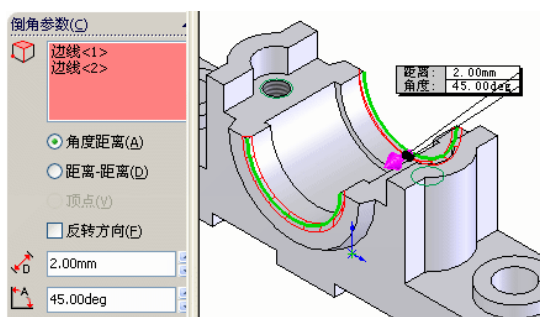 倒角参数(C)
边线<1>
边线<2>
角度距离(A)
距离-距离(D)
顶点(V)
反转方向(F)
D
2.00mm
A
45.00deg
距离: 2.00mm
角度: 45.00deg